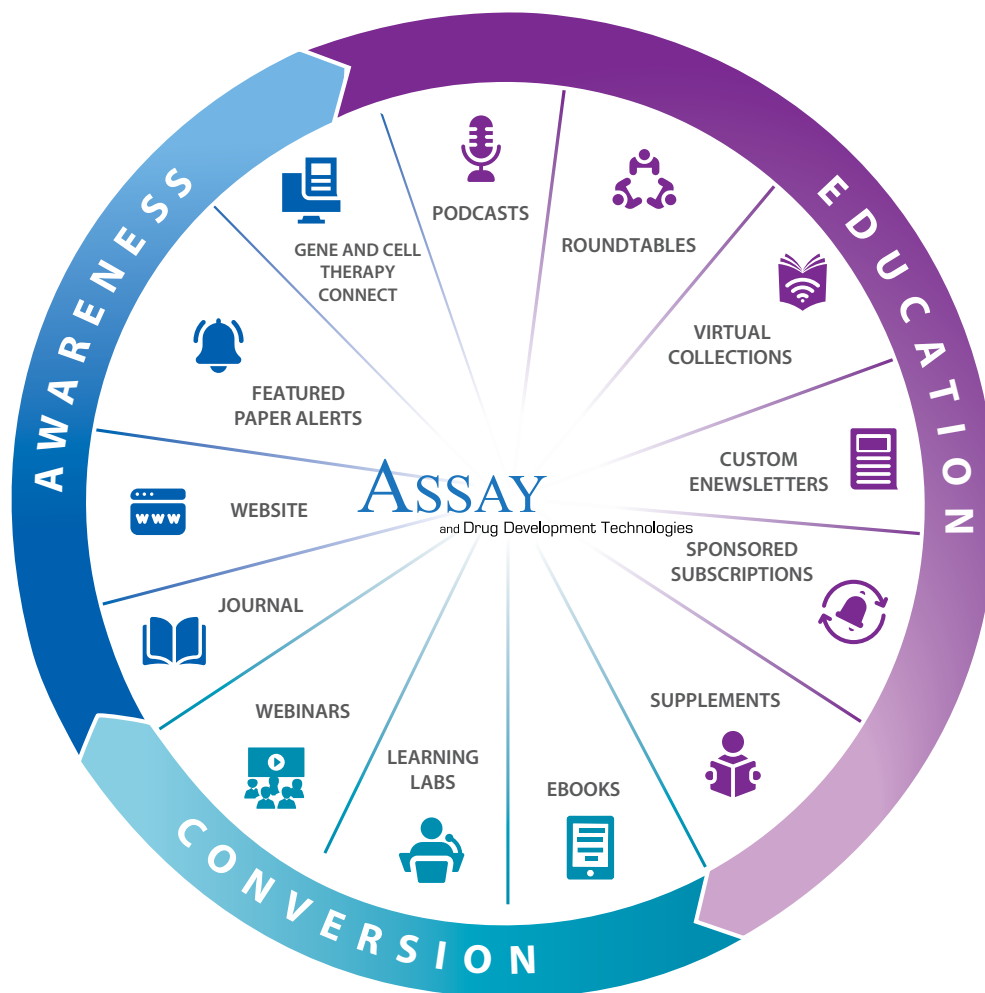 AWARENESS
EDUCATION
CONVERSION
PODCASTS
ROUNDTABLES
VIRTUAL
COLLECTIONS
CUSTOM
ENEWSLETTERS
SPONSORED
SUBSCRIPTIONS
SUPPLEMENTS
EBOOKS
LEARNING
LABS
WEBINARS
JOURNAL
WEBSITE
www
FEATURED
PAPER ALERTS
GENE AND CELL
THERAPY
CONNECT
ASSAY
and Drug Development Technologies